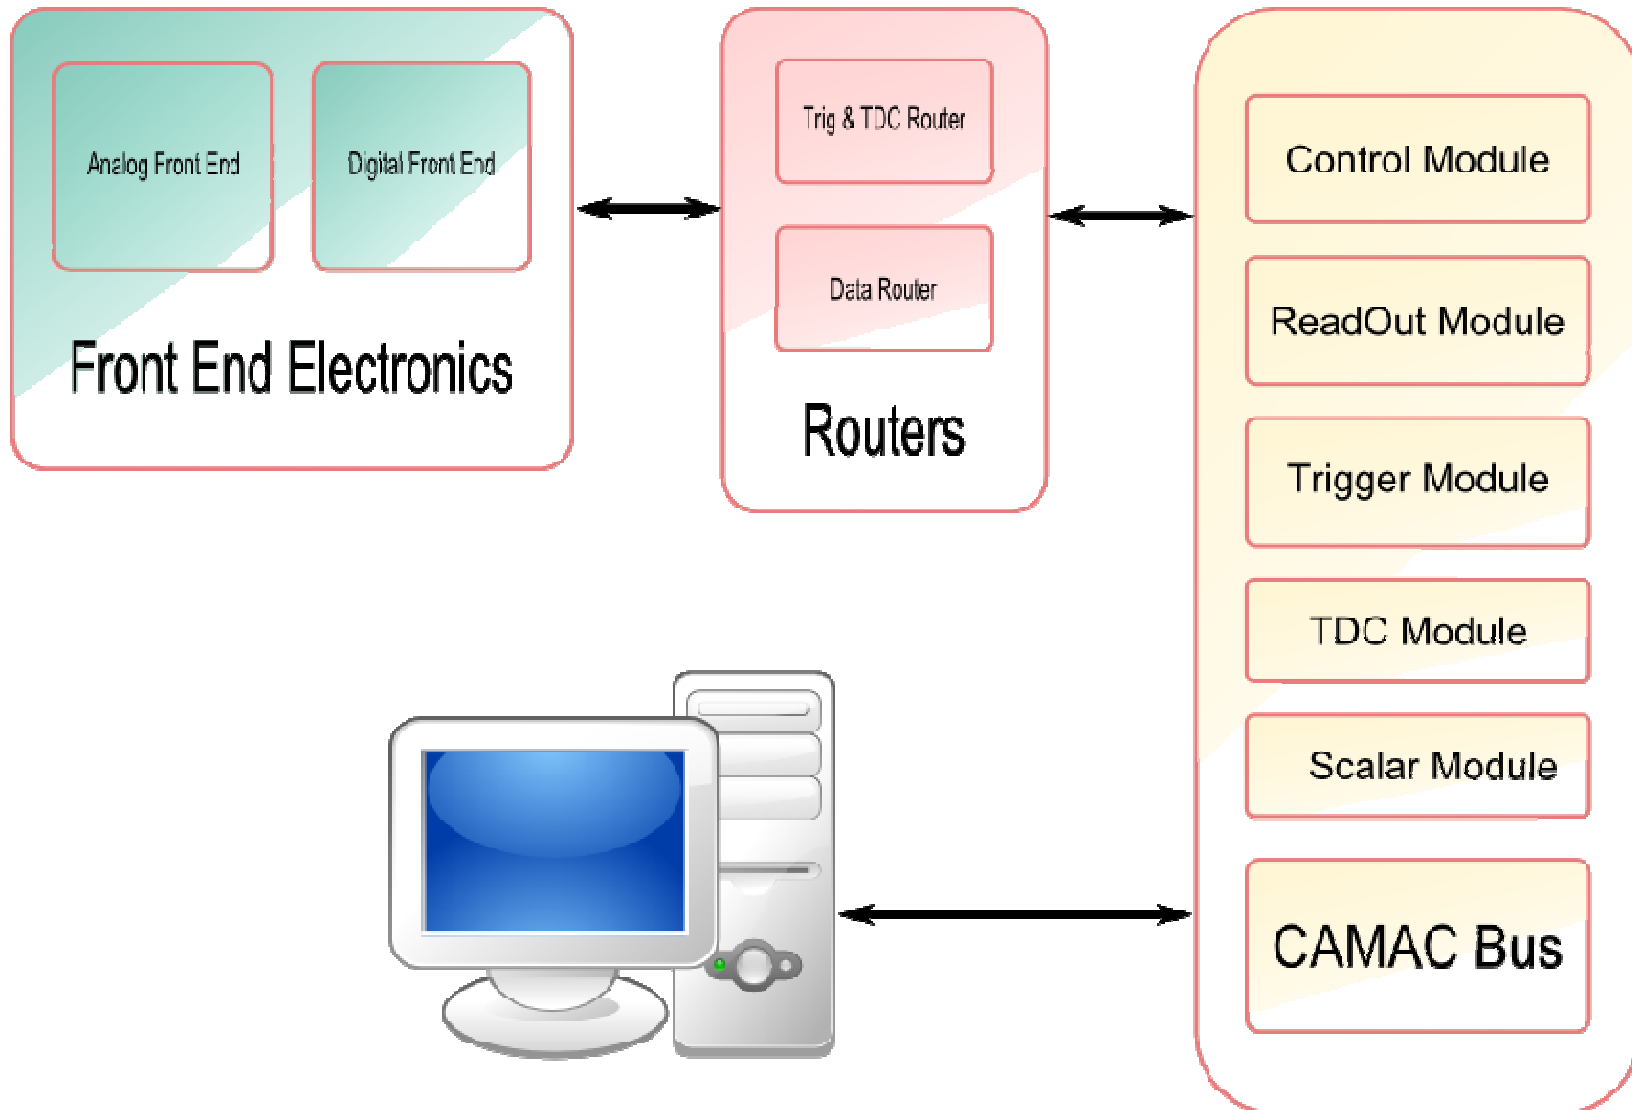 Analog Front End
Digital Front End
Front End Electronics
Trig & TDC Router
Data Router
Routers
Control Module
ReadOut Module
Trigger Module
TDC Module
Scalar Module
CAMAC Bus